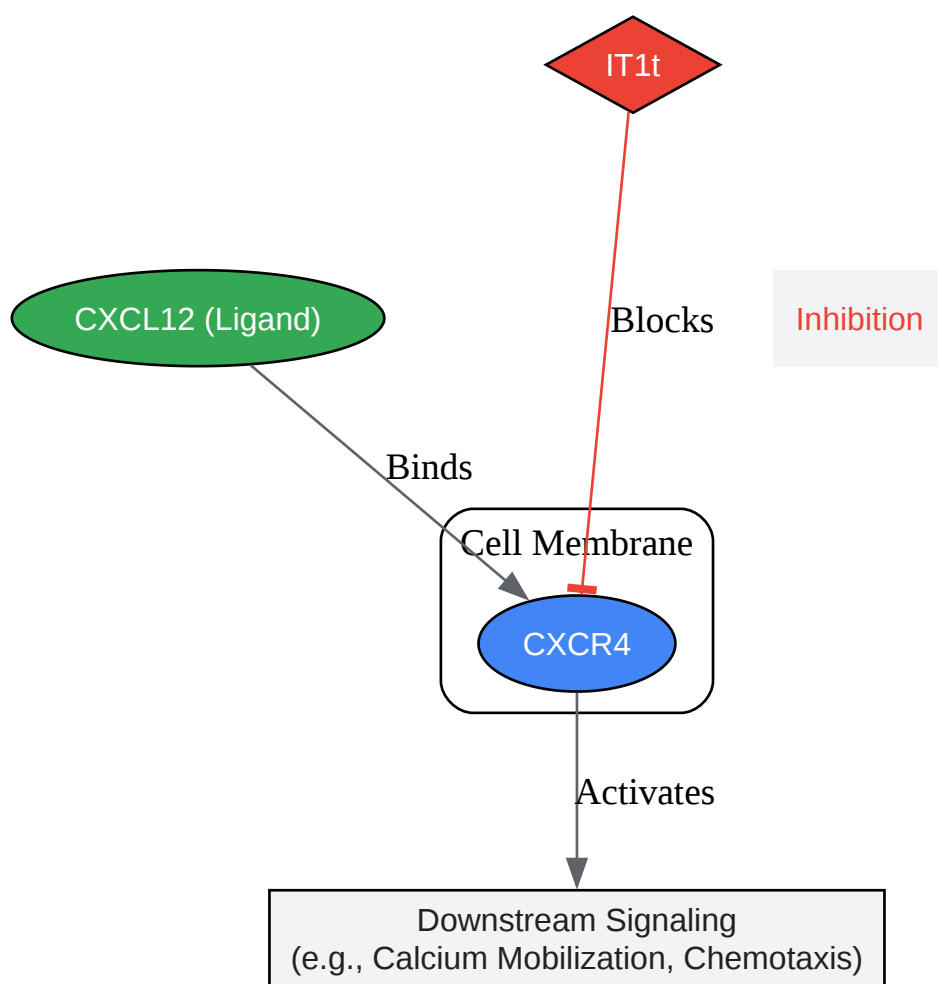 IT1t
CXCL12 (Ligand)
Blocks
Inhibition
Binds
Cell Membrane
CXCR4
Activates
Downstream Signaling
(e.g., Calcium Mobilization, Chemotaxis)